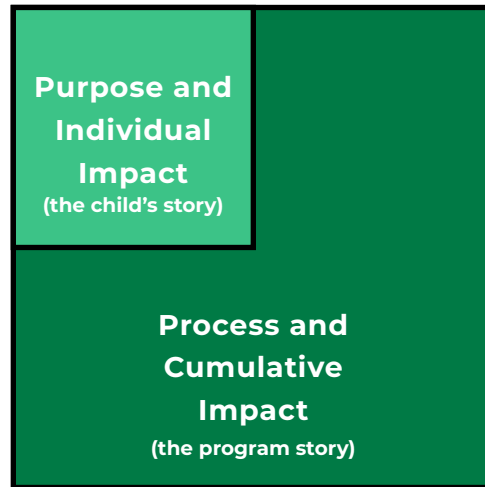 Purpose and
Individual
Impact
(the child’s story)
Process and
Cumulative
Impact
(the program story)